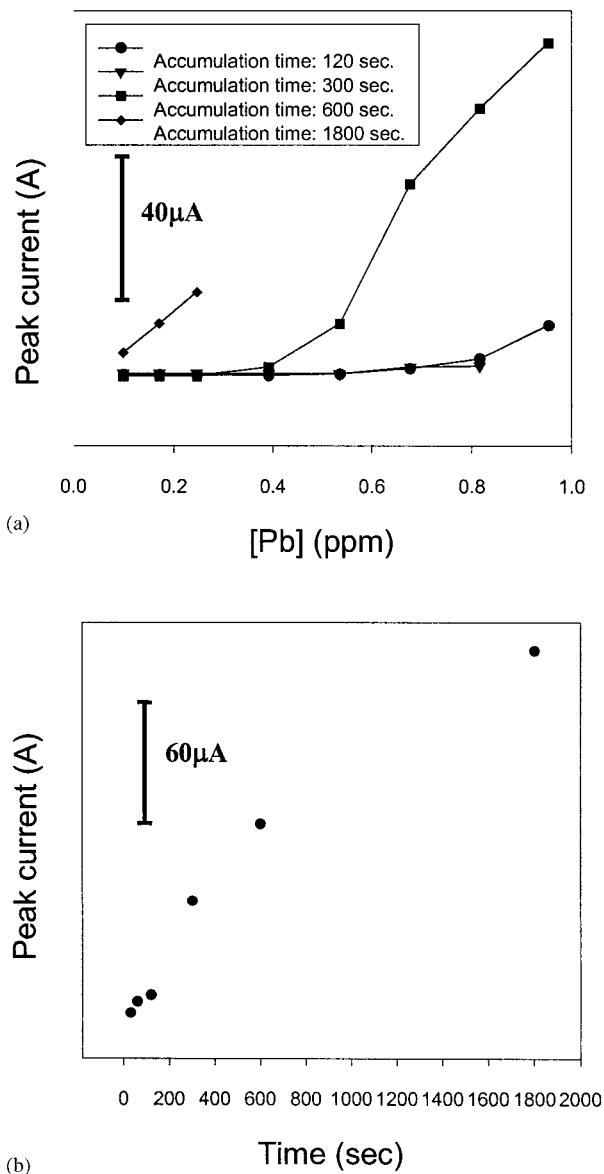 Accumulation time: 120 sec.
Accumulation time: 300 sec.
Accumulation time: 600 sec.
Accumulation time: 1800 sec.
40μA
Peak current (A)
0.0 0.2 0.4 0.6 0.8 1.0
(a)
[Pb] (ppm)
60μA
Peak current (A)
0 200 400 600 800 1000 1200 1400 1600 1800 2000
(b)
Time (sec)